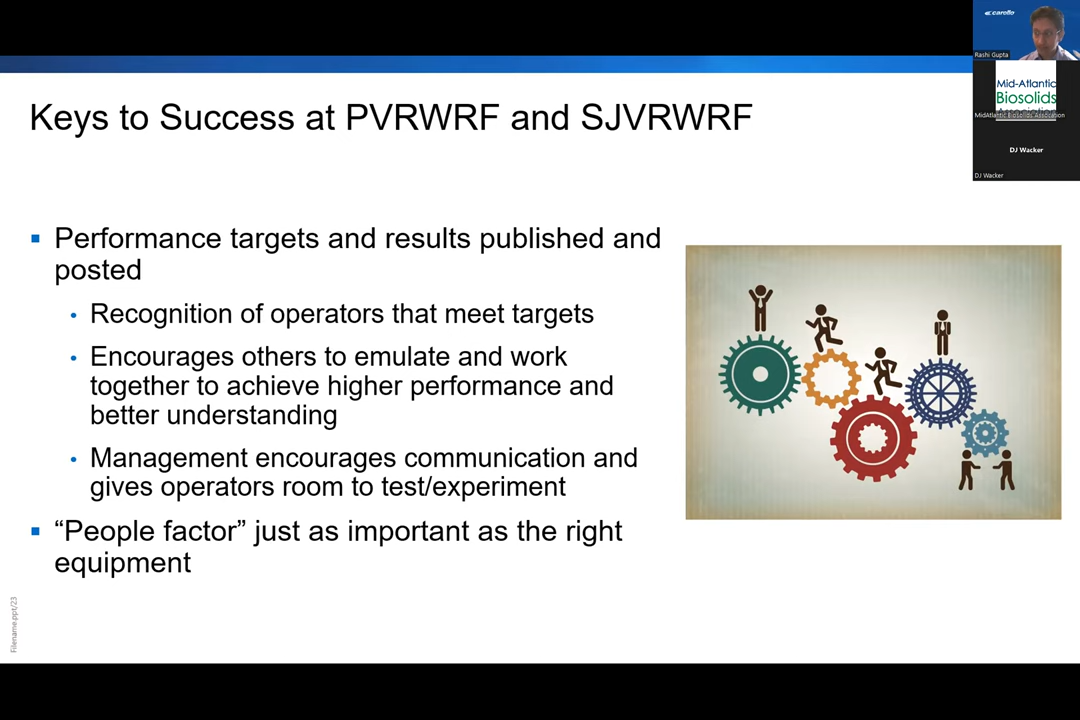 Keys to Success at PVRWRF and SJVRWRF
▪ Performance targets and results published and
posted
• Recognition of operators that meet targets
• Encourages others to emulate and work
together to achieve higher performance and
better understanding
• Management encourages communication and
gives operators room to test/experiment
▪ “People factor” just as important as the right
equipment
Filename.ppt/23
carollo
Rashi Gupta
Mid-Atlantic
Biosolids
MidAtlantic Biosolids Association
DJ Wacker
DJ Wacker